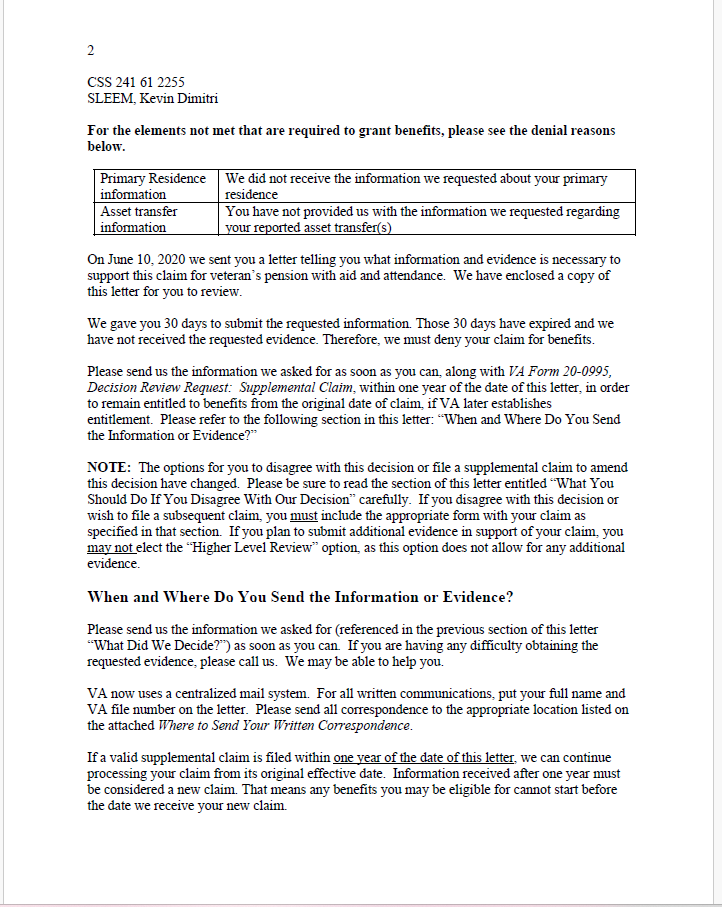 2
CSS 241 61 2255
SLEEM, Kevin Dimitri
For the elements not met that are required to grant benefits, please see the denial reasons
below.
Primary Residence
information
We did not receive the information we requested about your primary
residence
Asset transfer
information
You have not provided us with the information we requested regarding
your reported asset transfer(s)
On June 10, 2020 we sent you a letter telling you what information and evidence is necessary to
support this claim for veteran's pension with aid and attendance.  We have enclosed a copy of
this letter for you to review.
We gave you 30 days to submit the requested information. Those 30 days have expired and we
have not received the requested evidence. Therefore, we must deny your claim for benefits.
Please send us the information we asked for as soon as you can, along with VA Form 20-0995,
Decision Review Request:  Supplemental Claim, within one year of the date of this letter, in order
to remain entitled to benefits from the original date of claim, if VA later establishes
entitlement.  Please refer to the following section in this letter: “When and Where Do You Send
the Information or Evidence?”
NOTE:  The options for you to disagree with this decision or file a supplemental claim to amend
this decision have changed.  Please be sure to read the section of this letter entitled “What You
Should Do If You Disagree With Our Decision” carefully.  If you disagree with this decision or
wish to file a subsequent claim, you must include the appropriate form with your claim as
specified in that section.  If you plan to submit additional evidence in support of your claim, you
may not elect the “Higher Level Review” option, as this option does not allow for any additional
evidence.
When and Where Do You Send the Information or Evidence?
Please send us the information we asked for (referenced in the previous section of this letter
“What Did We Decide?”) as soon as you can.  If you are having any difficulty obtaining the
requested evidence, please call us.  We may be able to help you.
VA now uses a centralized mail system.  For all written communications, put your full name and
VA file number on the letter.  Please send all correspondence to the appropriate location listed on
the attached Where to Send Your Written Correspondence.
If a valid supplemental claim is filed within one year of the date of this letter, we can continue
processing your claim from its original effective date.  Information received after one year must
be considered a new claim. That means any benefits you may be eligible for cannot start before
the date we receive your new claim.